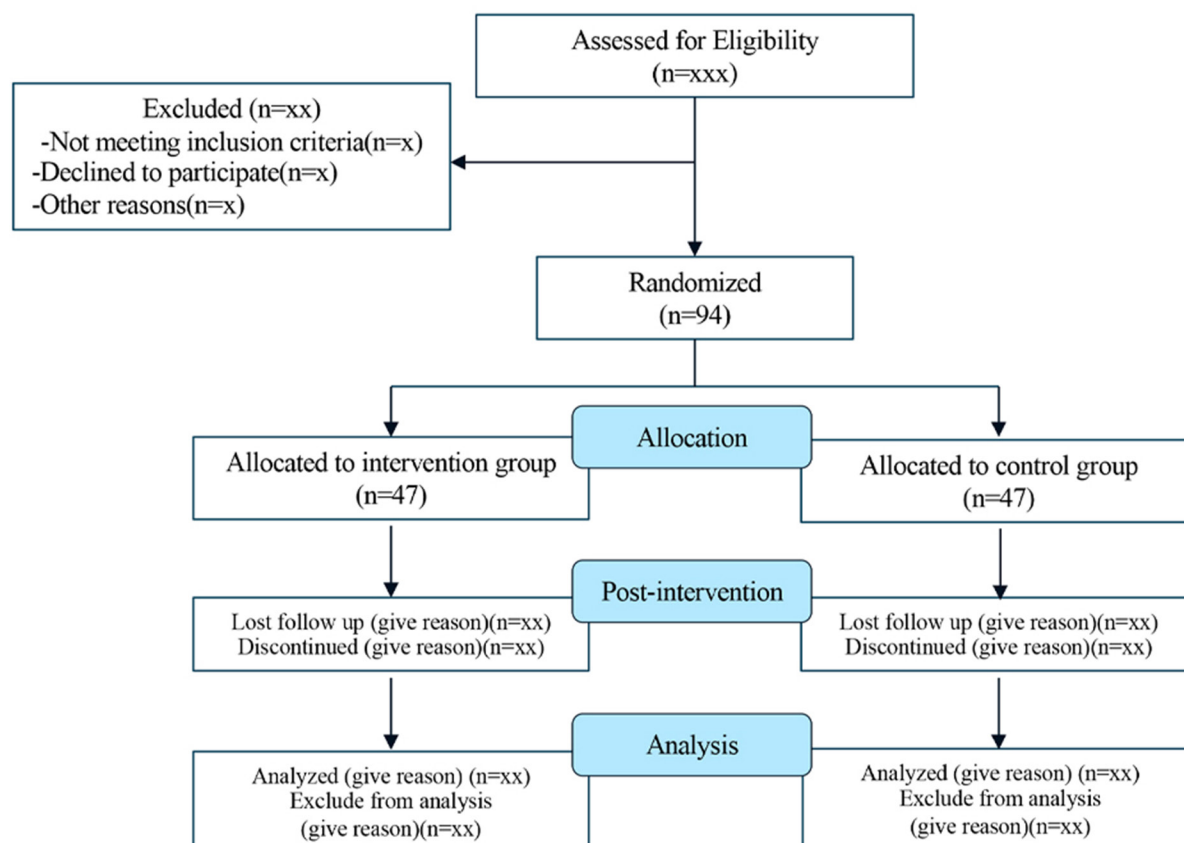 Assessed for Eligibility
(n=xxx)
Excluded (n=xx)
-Not meeting inclusion criteria(n=x)
-Declined to participate(n=x)
-Other reasons(n=x)
Randomized
(n=94)
Allocation
Allocated to intervention group
(n=47)
Allocated to control group
(n=47)
Post-intervention
Lost follow up (give reason)(n=xx)
Discontinued (give reason)(n=xx)
Lost follow up (give reason)(n=xx)
Discontinued (give reason)(n=xx)
Analysis
Analyzed (give reason) (n=xx)
Exclude from analysis
(give reason)(n=xx)
Analyzed (give reason) (n=xx)
Exclude from analysis
(give reason)(n=xx)